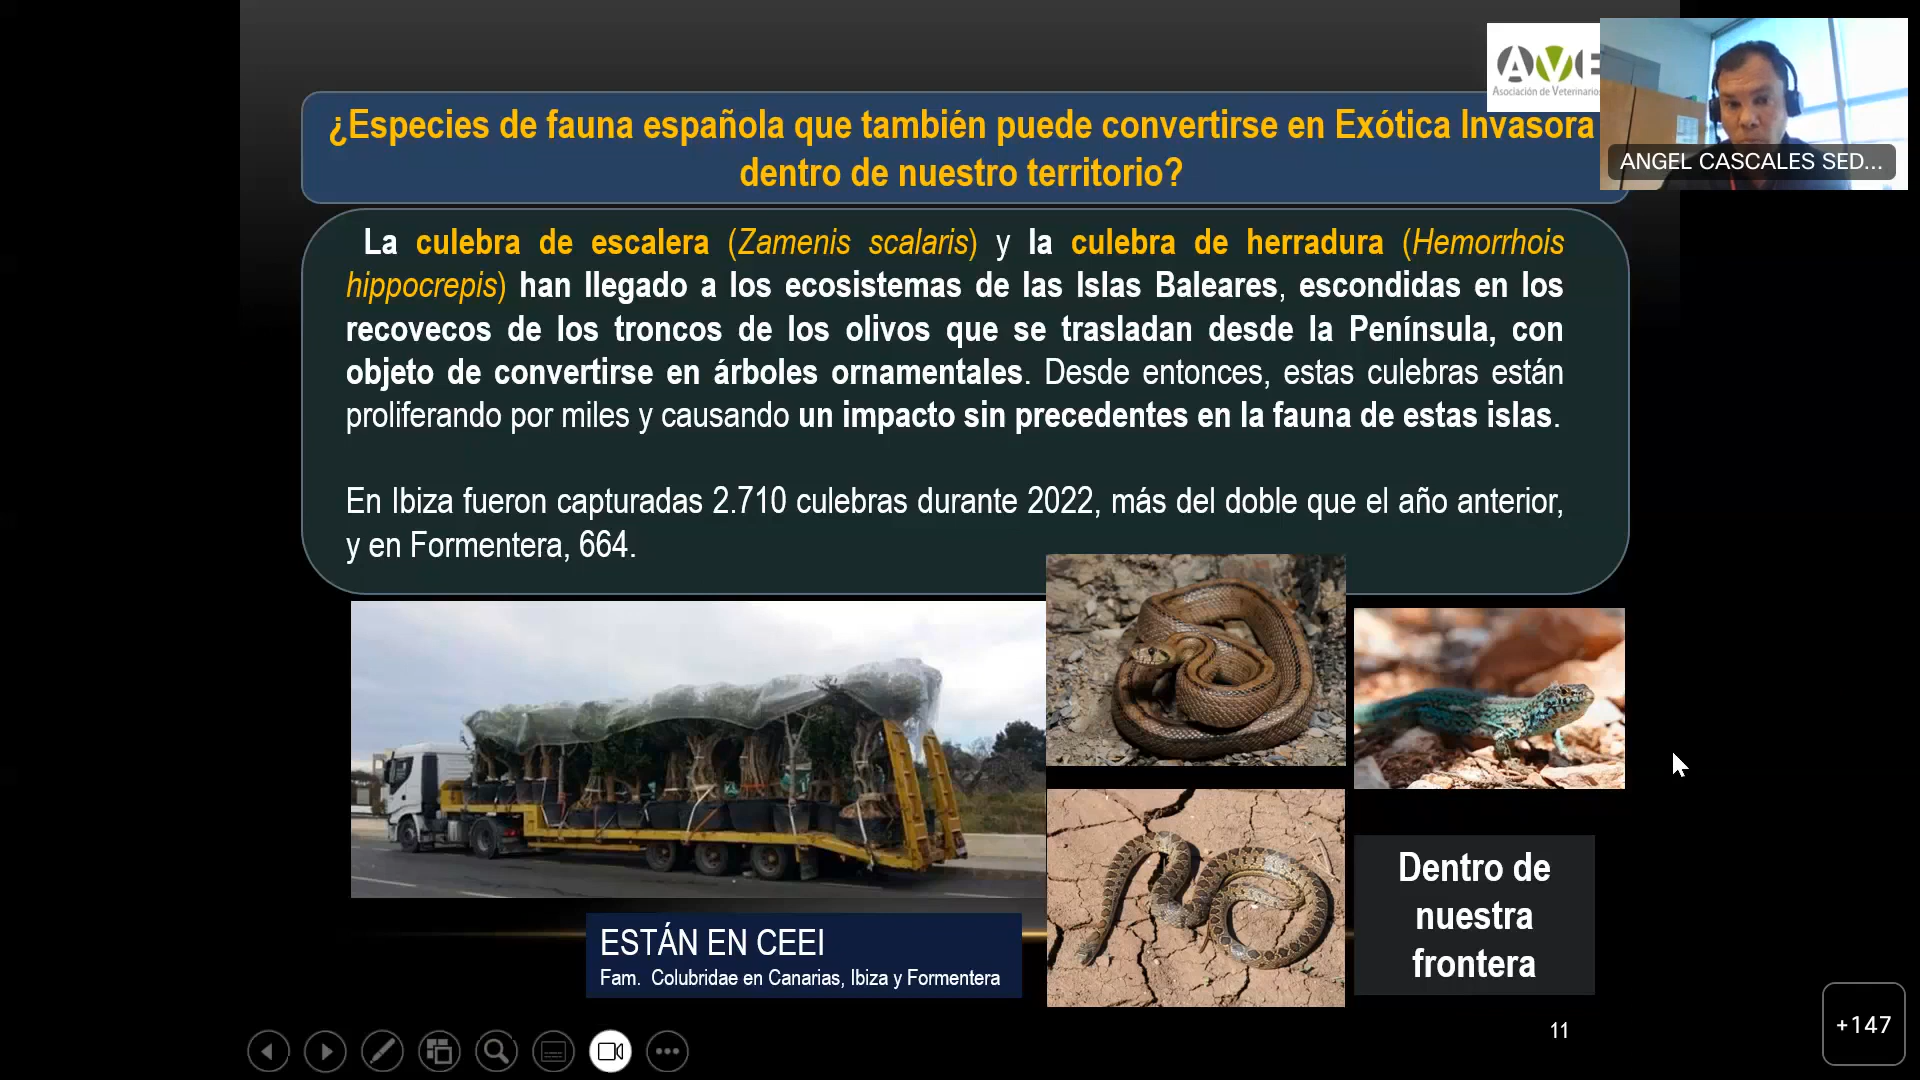 AVE
Asociación de Veterinarios
¿Especies de fauna española que también puede convertirse en Exótica Invasora
dentro de nuestro territorio?
ANGEL CASCALES SED...
La culebra de escalera (Zamenis scalaris) y la culebra de herradura (Hemorrhois
hippocrepis) han llegado a los ecosistemas de las Islas Baleares, escondidas en los
recovecos de los troncos de los olivos que se trasladan desde la Península, con
objeto de convertirse en árboles ornamentales. Desde entonces, estas culebras están
proliferando por miles y causando un impacto sin precedentes en la fauna de estas islas.
En Ibiza fueron capturadas 2.710 culebras durante 2022, más del doble que el año anterior,
y en Formentera, 664.
ESTÁN EN CEEI
Fam. Colubridae en Canarias, Ibiza y Formentera
Dentro de
nuestra
frontera
11
+147